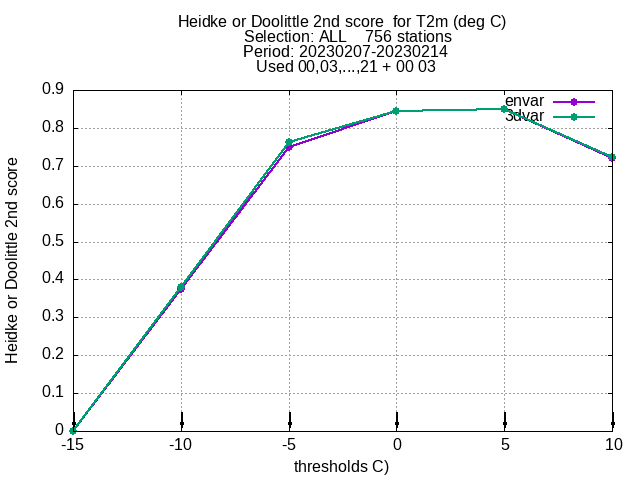 Heidke or Doolittle 2nd score  for T2m (deg C)
Selection: ALL    756 stations
Period: 20230207-20230214
Used 00,03,...,21 + 00 03
envar
3dvar
0.9
0.8
0.7
0.6
0.5
0.4
0.3
0.2
0.1
0
Heidke or Doolittle 2nd score
-15
-10
-5
0
5
10
thresholds C)